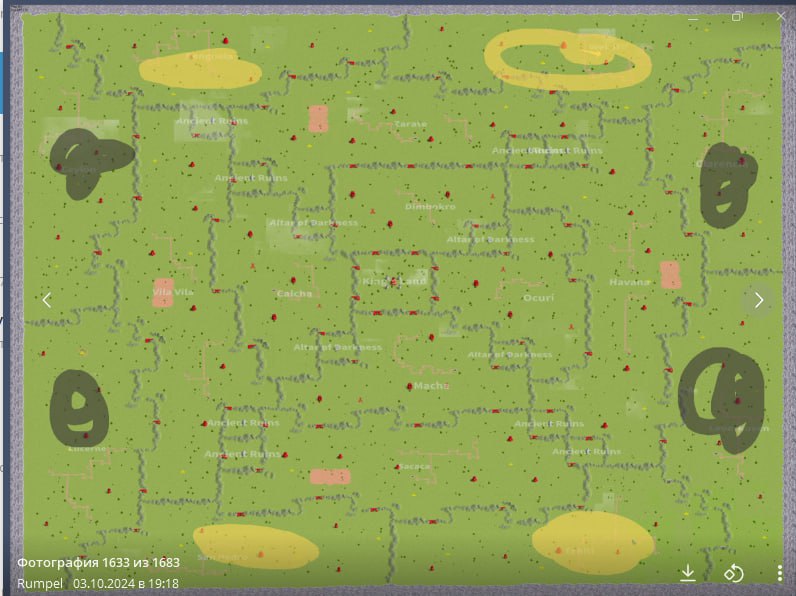 Ancient Ruins
Carase
Ancient Ruins
Ancient Ruins
Dimbokro
Altar of Darkness
Altar of Darkness
King's Land
Havana
Vila Vila
Caicha
Ocuri
Altar of Darkness
Altar of Darkness
Macha
Ancient Ruins
Ancient Ruins
Ancient Ruins
Ancient Ruins
Lucerne
Sacaca
Фотография 1633 из 1683
Rumpel 03.10.2024 в 19:18